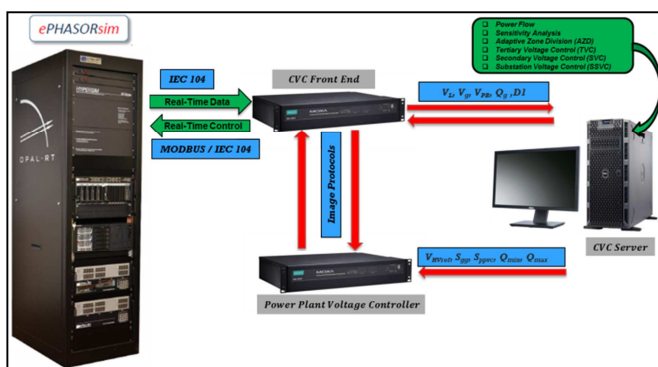 ePHASORsim
OPAL-RT
IEC 104
Real-Time Data
Real-Time Control
MODBUS / IEC 104
CVC Front End
MOXA
Image Protocols
MOXA
Power Plant Voltage Controller
Power Flow
Sensitivity Analysis
Adaptive Zone Division (AZD)
Tertiary Voltage Control (TVC)
Secondary Voltage Control (SVC)
Substation Voltage Control (SSVC)
CVC Server